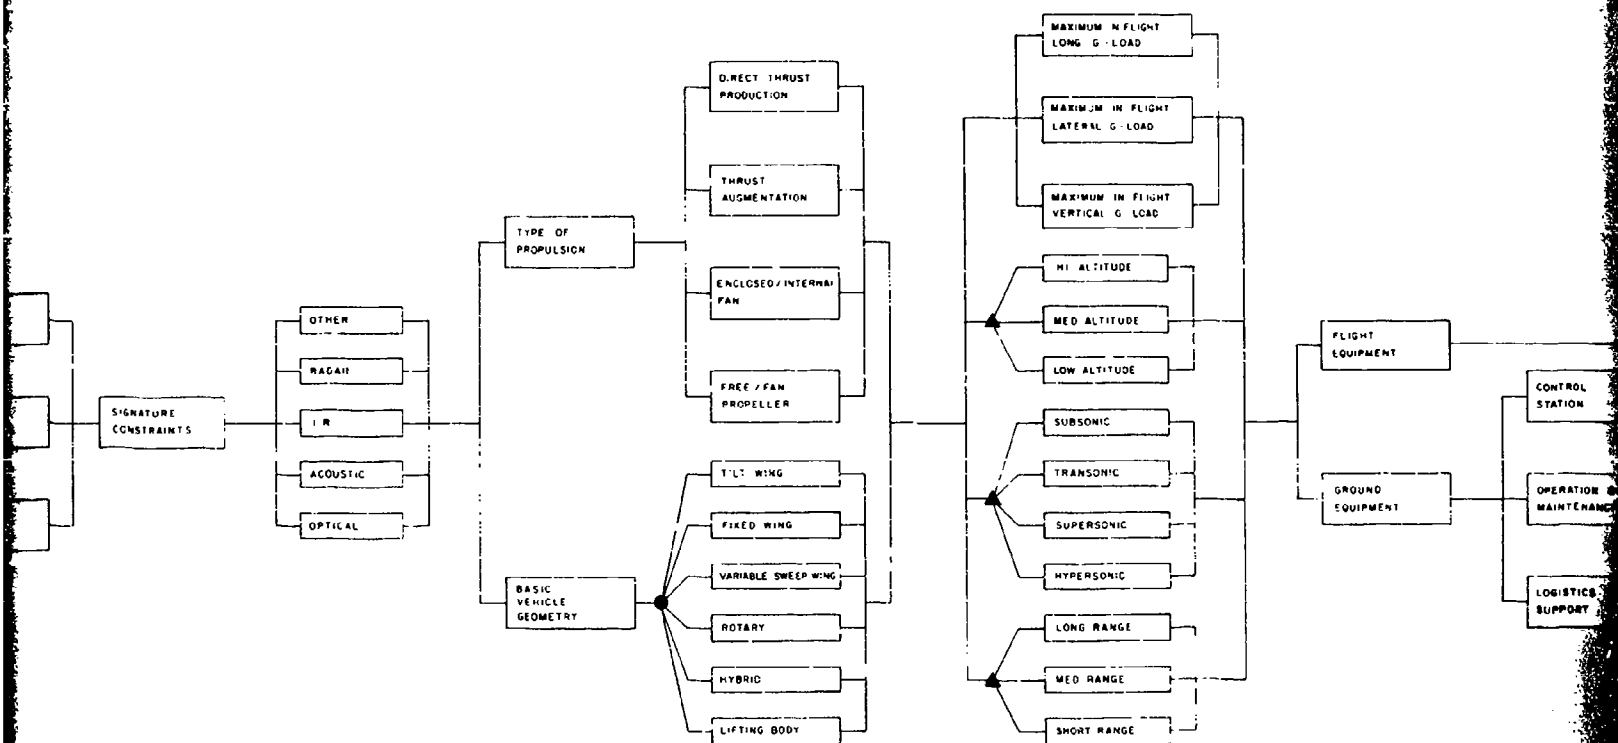 SIGNATURE
CONSTRAINTS
OTHER
RADAR
I R
ACOUSTIC
OPTICAL
TYPE OF
PROPULSION
BASIC
VEHICLE
GEOMETRY
DIRECT THRUST
PRODUCTION
THRUST
AUGMENTATION
ENCLOSED/INTERNAL
FAN
FREE/FAN
PROPELLER
TILT WING
FIXED WING
VARIABLE SWEEP WING
ROTARY
HYBRID
LIFTING BODY
MAXIMUM IN FLIGHT
LONG G-LOAD
MAXIMUM IN FLIGHT
LATERAL G-LOAD
MAXIMUM IN FLIGHT
VERTICAL G LOAD
HI ALTITUDE
MED ALTITUDE
LOW ALTITUDE
SUBSONIC
TRANSONIC
SUPERSONIC
HYPERSONIC
LONG RANGE
MED RANGE
SHORT RANGE
FLIGHT
EQUIPMENT
GROUND
EQUIPMENT
CONTROL
STATION
OPERATION
MAINTENANCE
LOGISTICS
SUPPORT